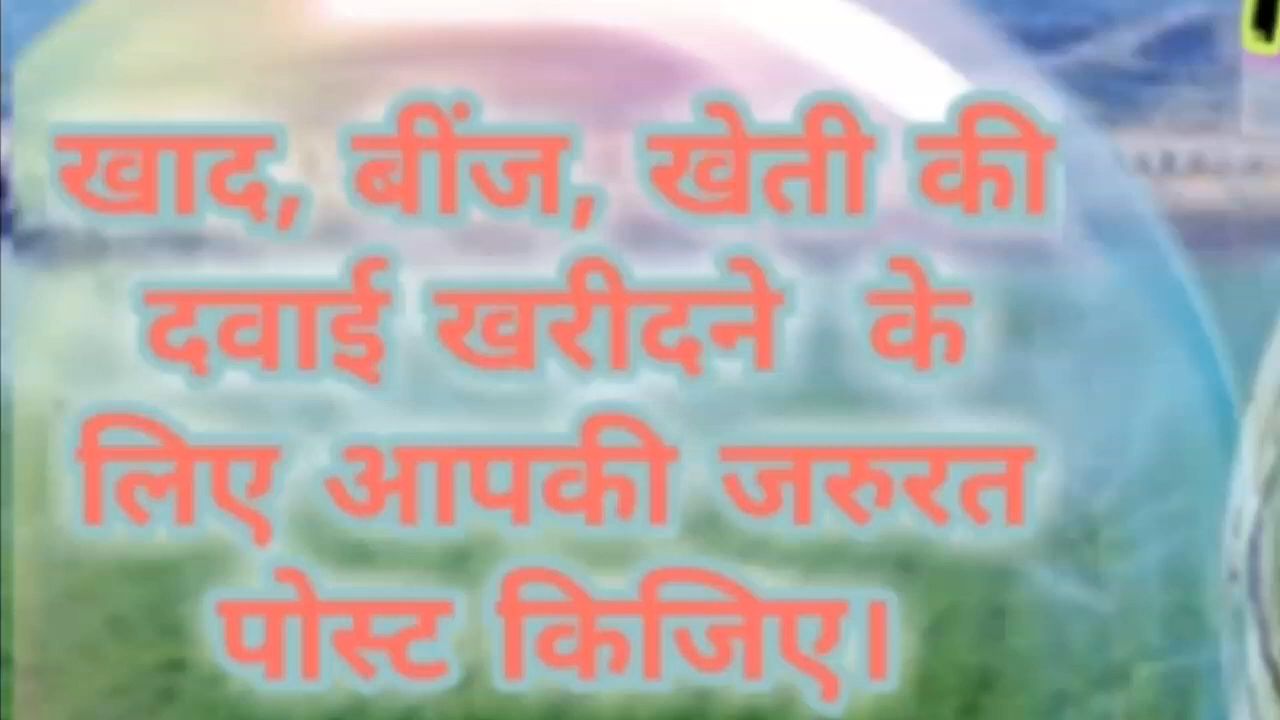 खाद, बींज, खेती की
दवाई खरीदने के
लिए आपकी जरुरत
पोस्ट किजिए।